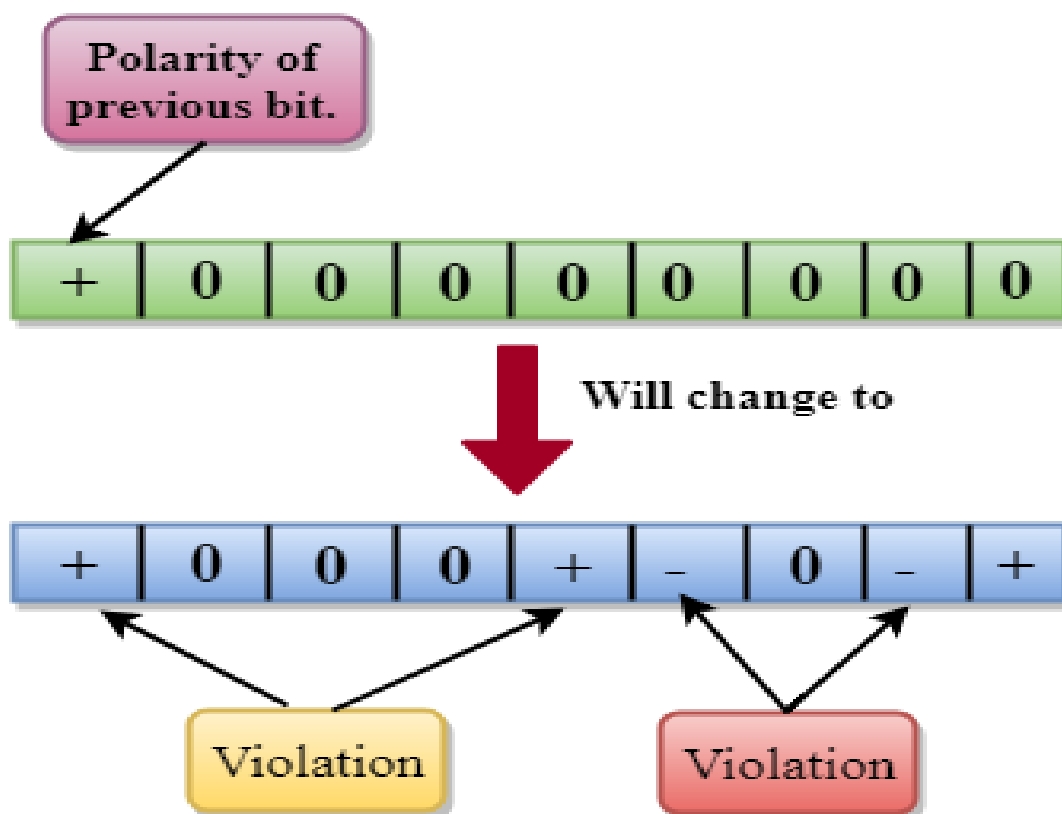 Polarity of
previous bit.
+ 0 0 0 0 0 0 0 0
Will change to
+ 0 0 0 + - 0 - +
Violation Violation